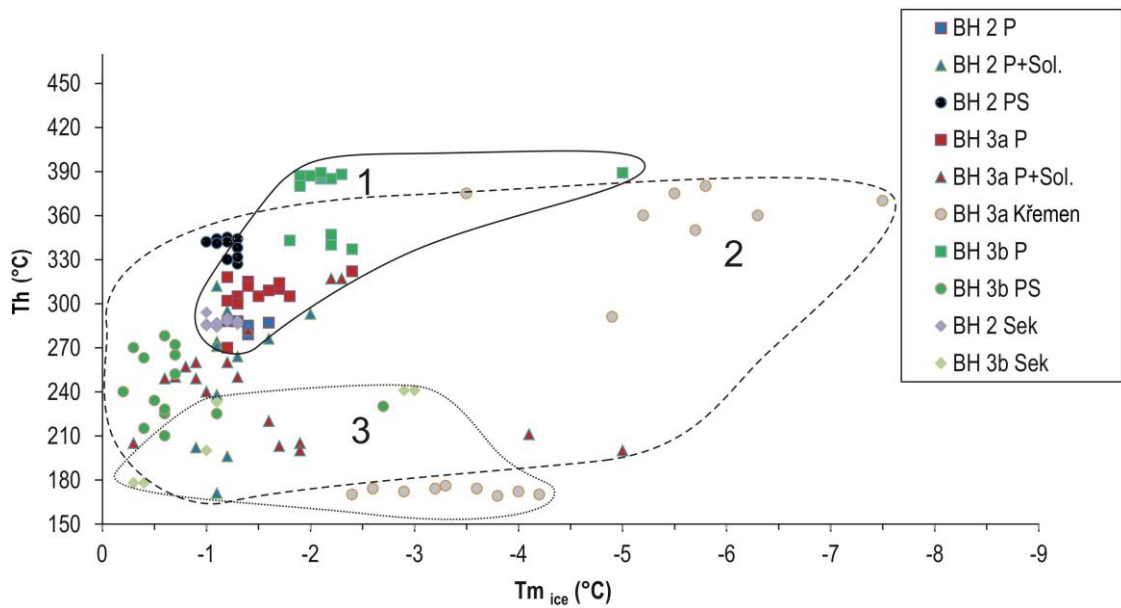 Th (°C)
450
420
390
360
330
300
270
240
210
180
150
0 -1 -2 -3 -4 -5 -6 -7 -8 -9
Tm ice (°C)
1
2
3
BH 2 P
BH 2 P+Sol.
BH 2 PS
BH 3a P
BH 3a P+Sol.
BH 3a Křemen
BH 3b P
BH 3b PS
BH 2 Sek
BH 3b Sek